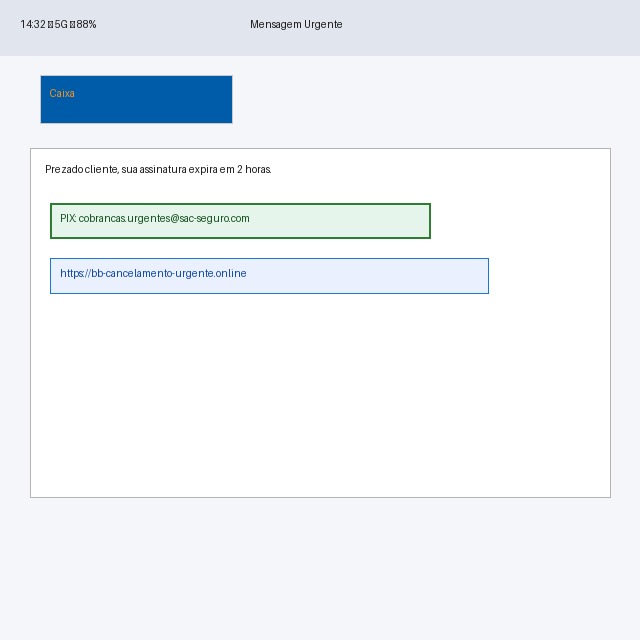 14:32 5G 88%
Mensagem Urgente
Caixa
Prezado cliente, sua assinatura expira em 2 horas.
PIX: cobrancas.urgentes@sac-seguro.com
https://bb-cancelamento-urgente.online